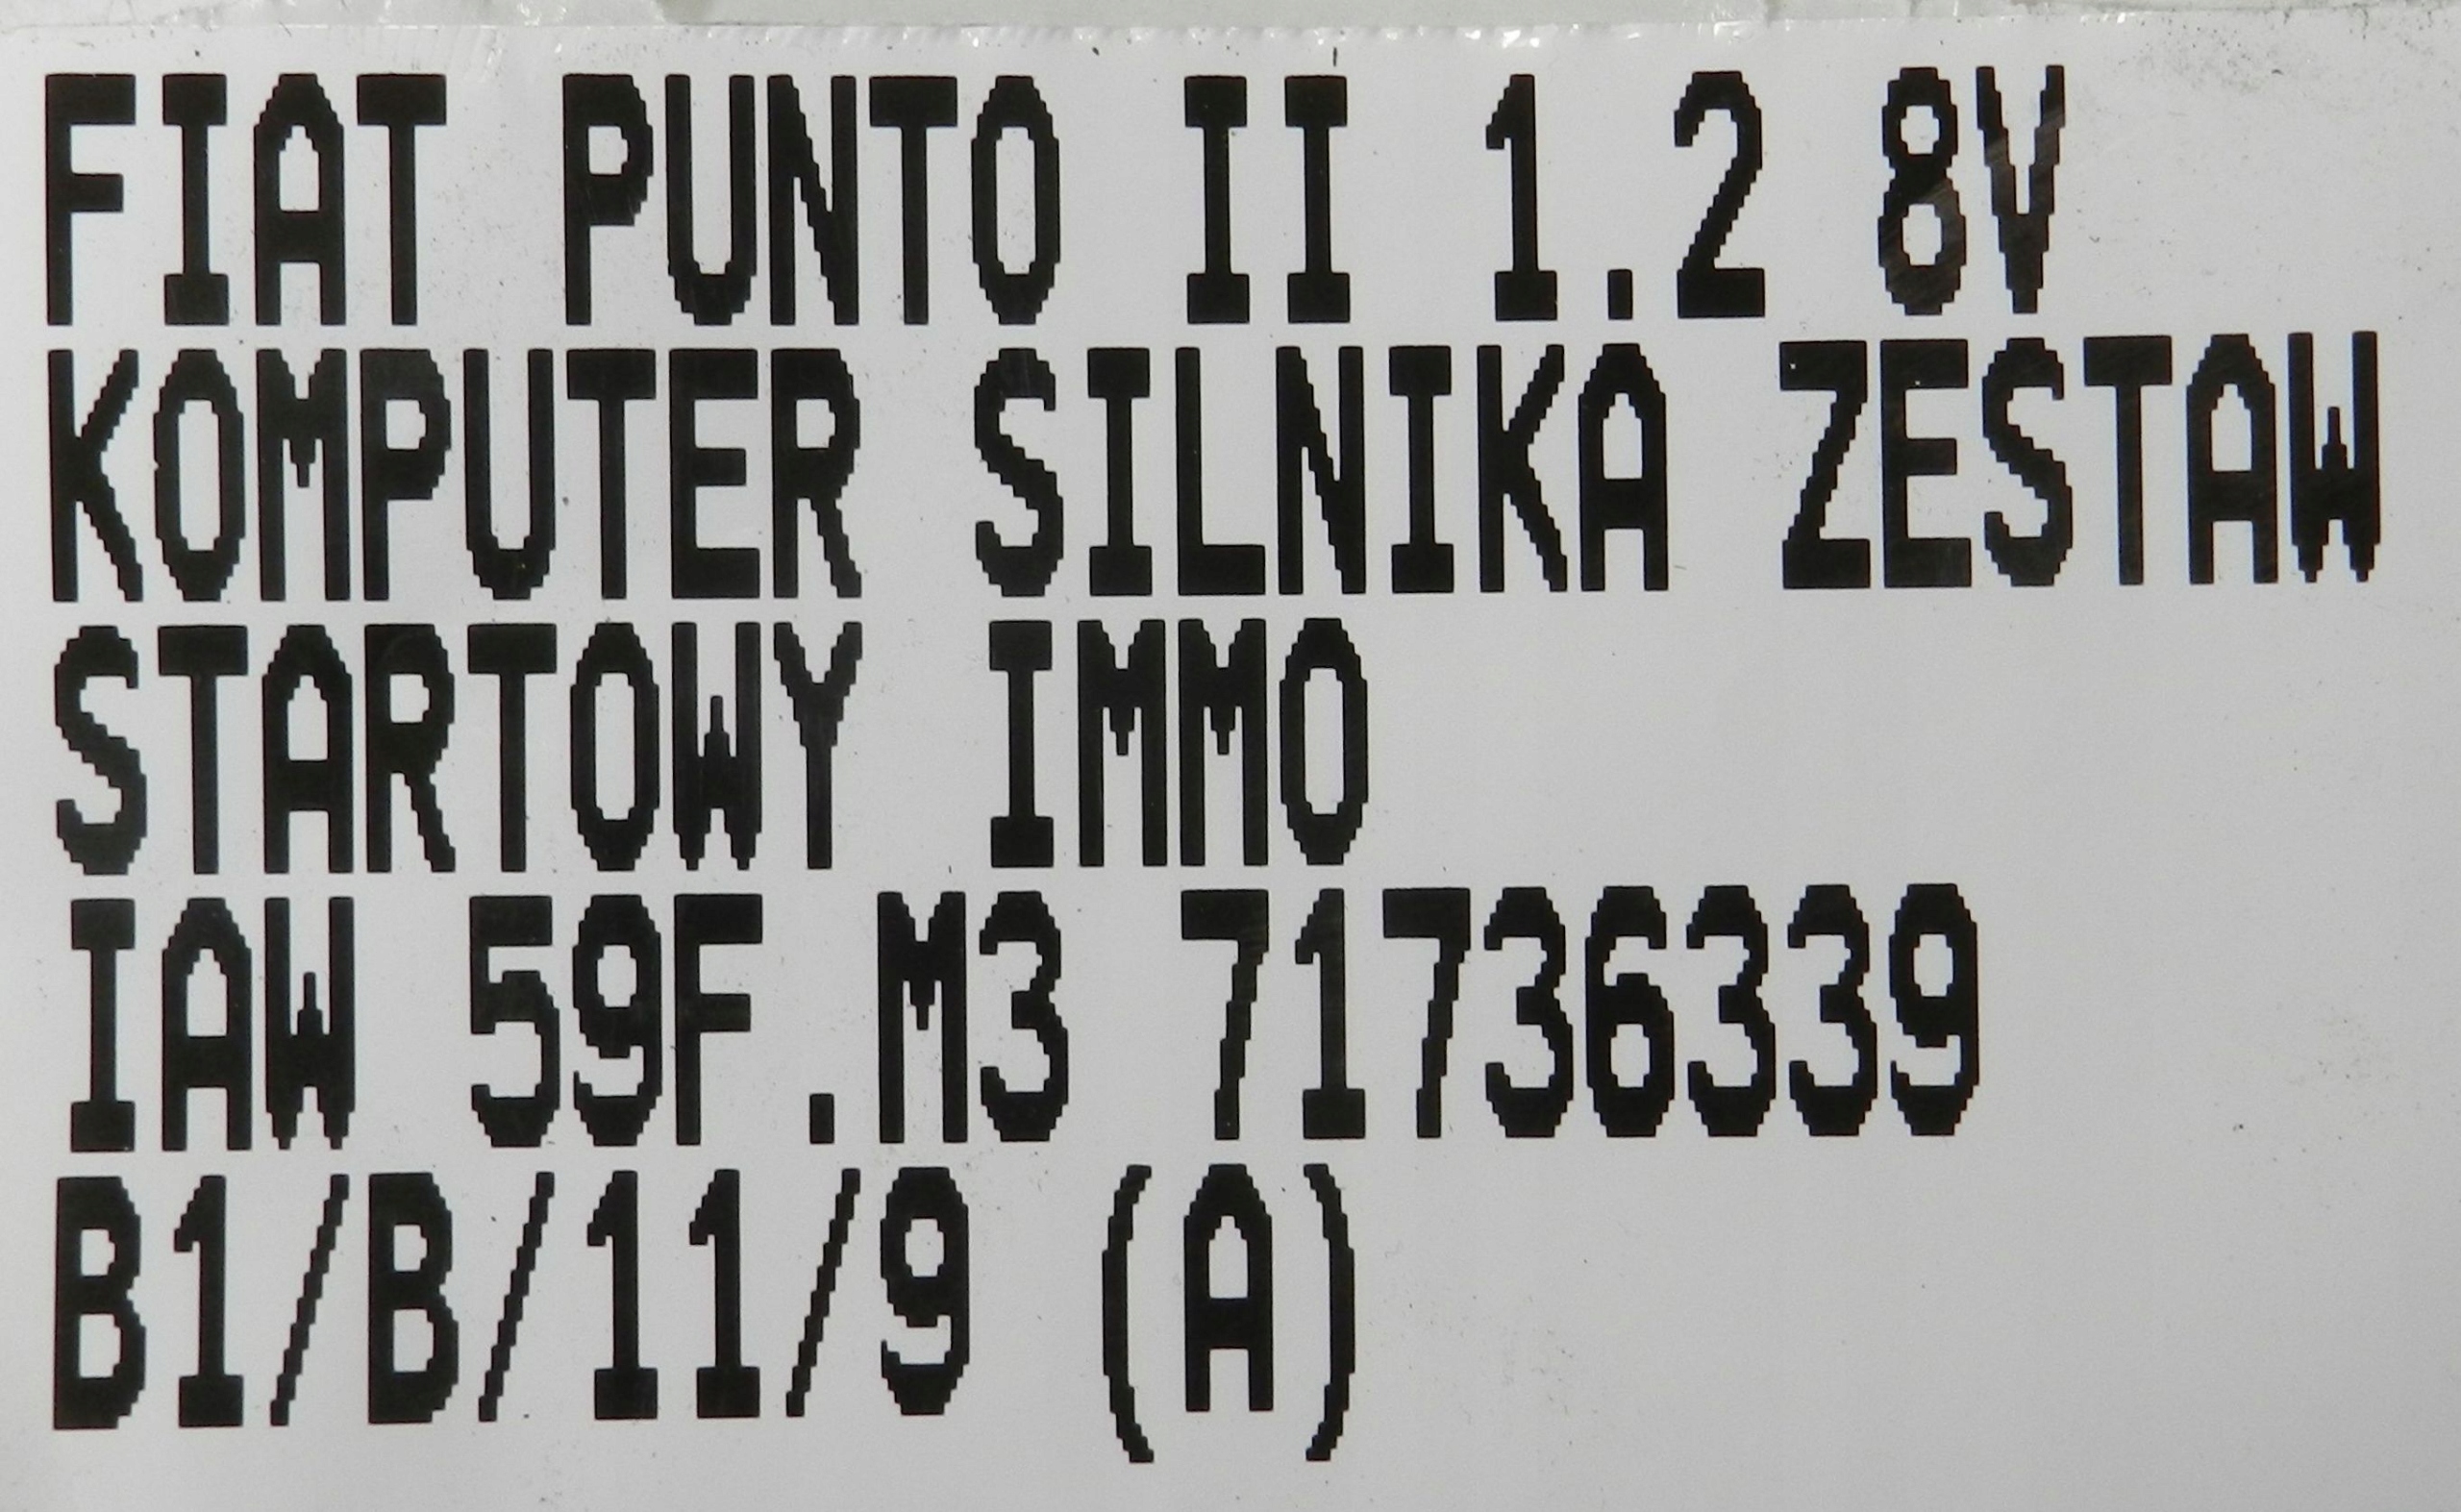 FIAT PUNTO II 1.2 8V
KOMPUTER SILNIKA ZESTAW
STARTOWY IMMO
IAW 59F.M3 71736339
B1/B/11/9 (A)